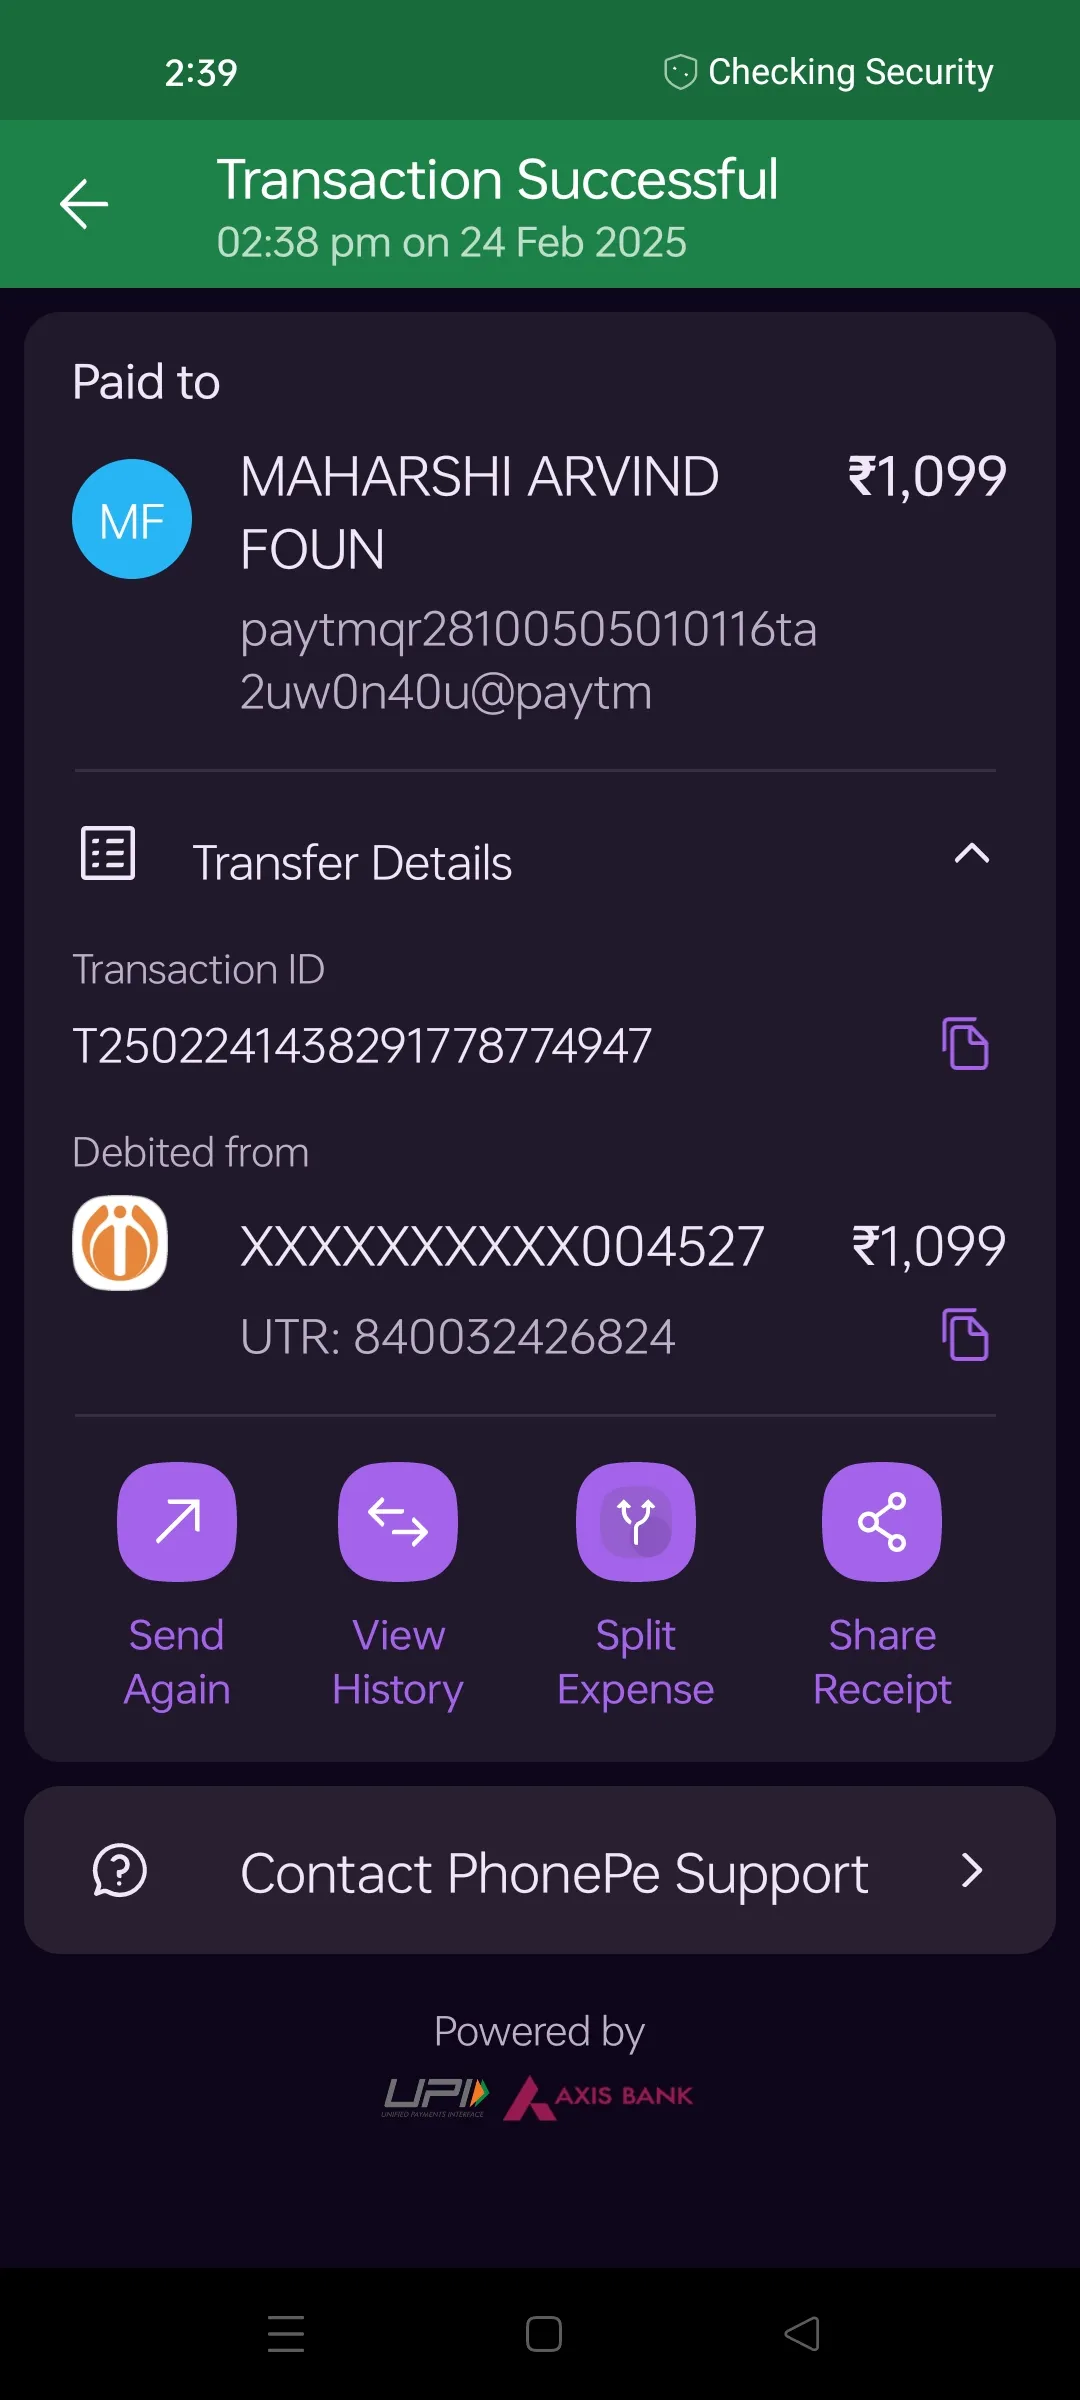 2:39
Checking Security
Transaction Successful
02:38 pm on 24 Feb 2025
Paid to
MF
MAHARSHI ARVIND
₹1,099
FOUN
paytmqr28100505010116ta
2uw0n40u@paytm
Transfer Details
Transaction ID
T2502241438291778774947
Debited from
XXXXXXXXXX004527
₹1,099
UTR: 840032426824
Send
Again
View
History
Split
Expense
Share
Receipt
Contact PhonePe Support
Powered by
UPI
UNIFIED PAYMENTS INTERFACE
AXIS BANK